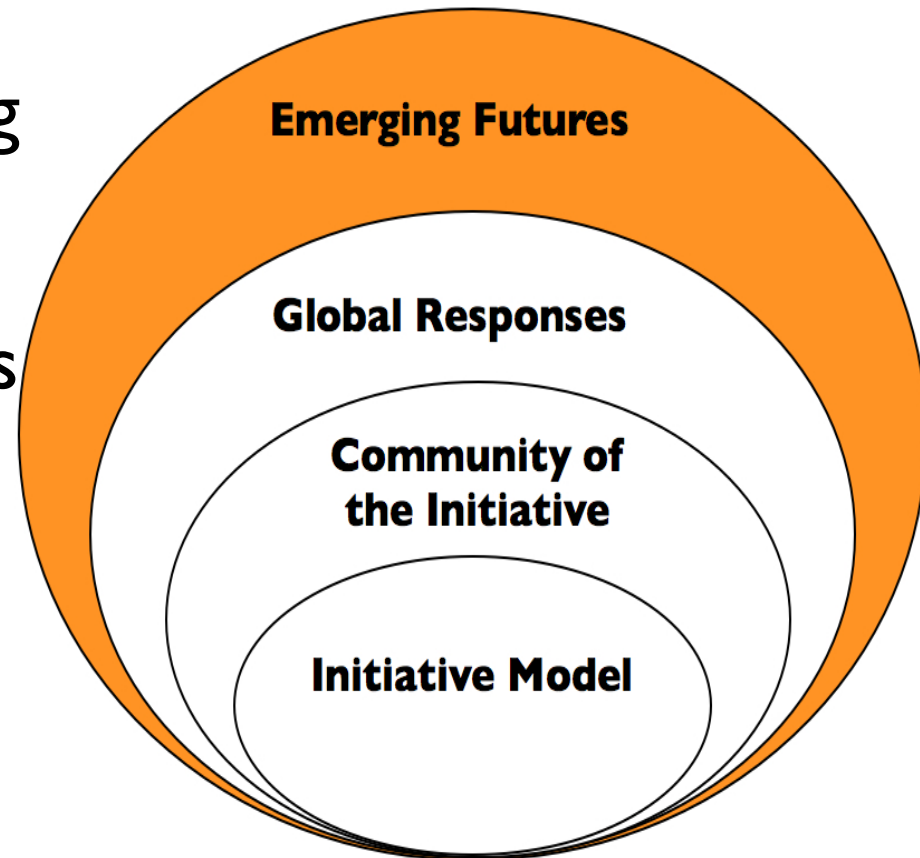 g
Emerging Futures
Global Responses
s
Community of
the Initiative
Initiative Model